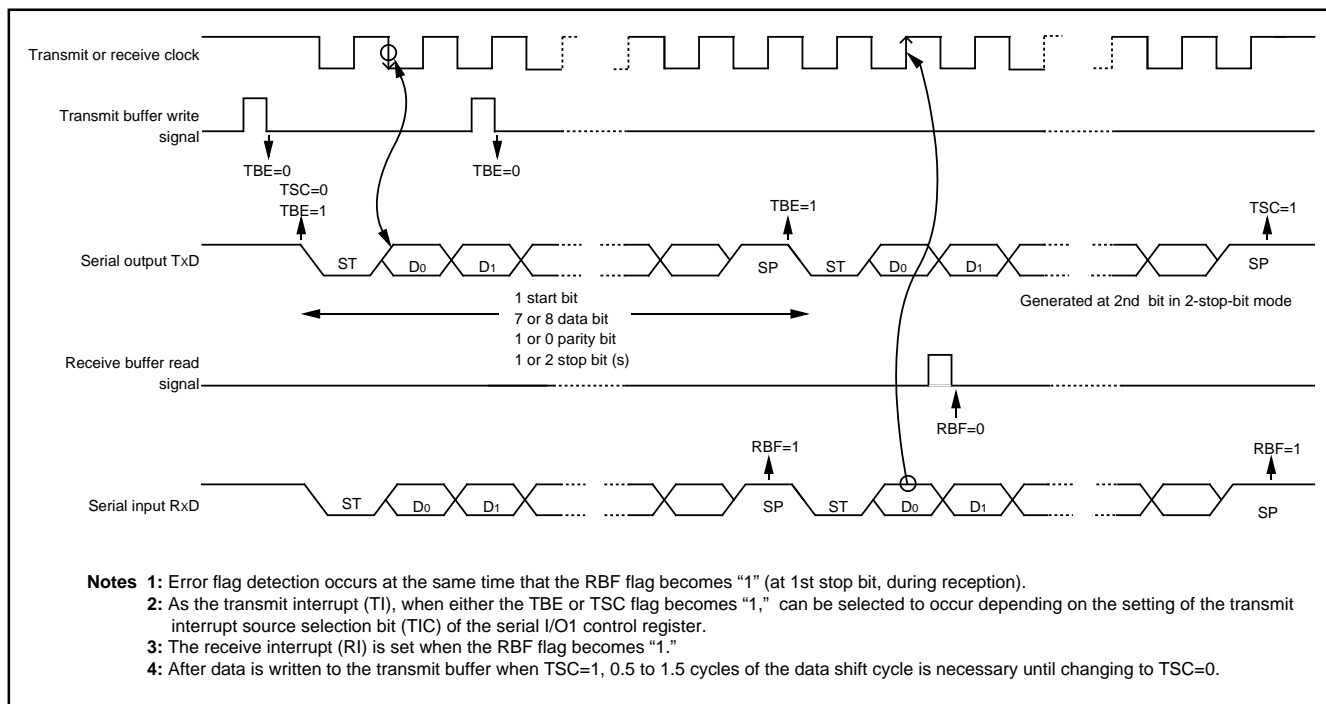 Transmit or receive clock
Transmit buffer write
signal
TBE=0
TBE=0
TSC=0
TBE=1
TBE=1
TSC=1
Serial output TxD
ST
D0
D1
SP
ST
D0
D1
SP
1 start bit
7 or 8 data bit
1 or 0 parity bit
1 or 2 stop bit (s)
Generated at 2nd bit in 2-stop-bit mode
Receive buffer read
signal
RBF=0
RBF=1
RBF=1
Serial input RxD
ST
D0
D1
SP
ST
D0
D1
SP
Notes 1: Error flag detection occurs at the same time that the RBF flag becomes “1” (at 1st stop bit, during reception).
2: As the transmit interrupt (TI), when either the TBE or TSC flag becomes “1,” can be selected to occur depending on the setting of the transmit
interrupt source selection bit (TIC) of the serial I/O1 control register.
3: The receive interrupt (RI) is set when the RBF flag becomes “1.”
4: After data is written to the transmit buffer when TSC=1, 0.5 to 1.5 cycles of the data shift cycle is necessary until changing to TSC=0.